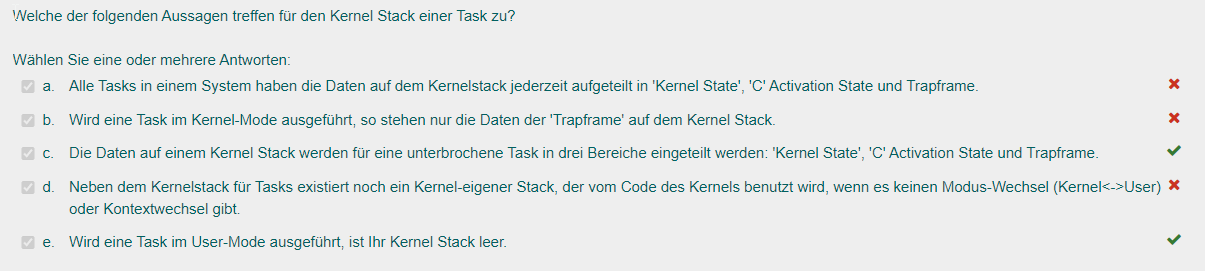 Welche der folgenden Aussagen treffen für den Kernel Stack einer Task zu?
Wählen Sie eine oder mehrere Antworten:
a. Alle Tasks in einem System haben die Daten auf dem Kernelstack jederzeit aufgeteilt in 'Kernel State', 'C' Activation State und Trapframe.
b. Wird eine Task im Kernel-Mode ausgeführt, so stehen nur die Daten der 'Trapframe' auf dem Kernel Stack.
c. Die Daten auf einem Kernel Stack werden für eine unterbrochene Task in drei Bereiche eingeteilt werden: 'Kernel State', 'C' Activation State und Trapframe.
d. Neben dem Kernelstack für Tasks existiert noch ein Kernel-eigener Stack, der vom Code des Kernels benutzt wird, wenn es keinen Modus-Wechsel (Kernel<->User)
oder Kontextwechsel gibt.
e. Wird eine Task im User-Mode ausgeführt, ist Ihr Kernel Stack leer.